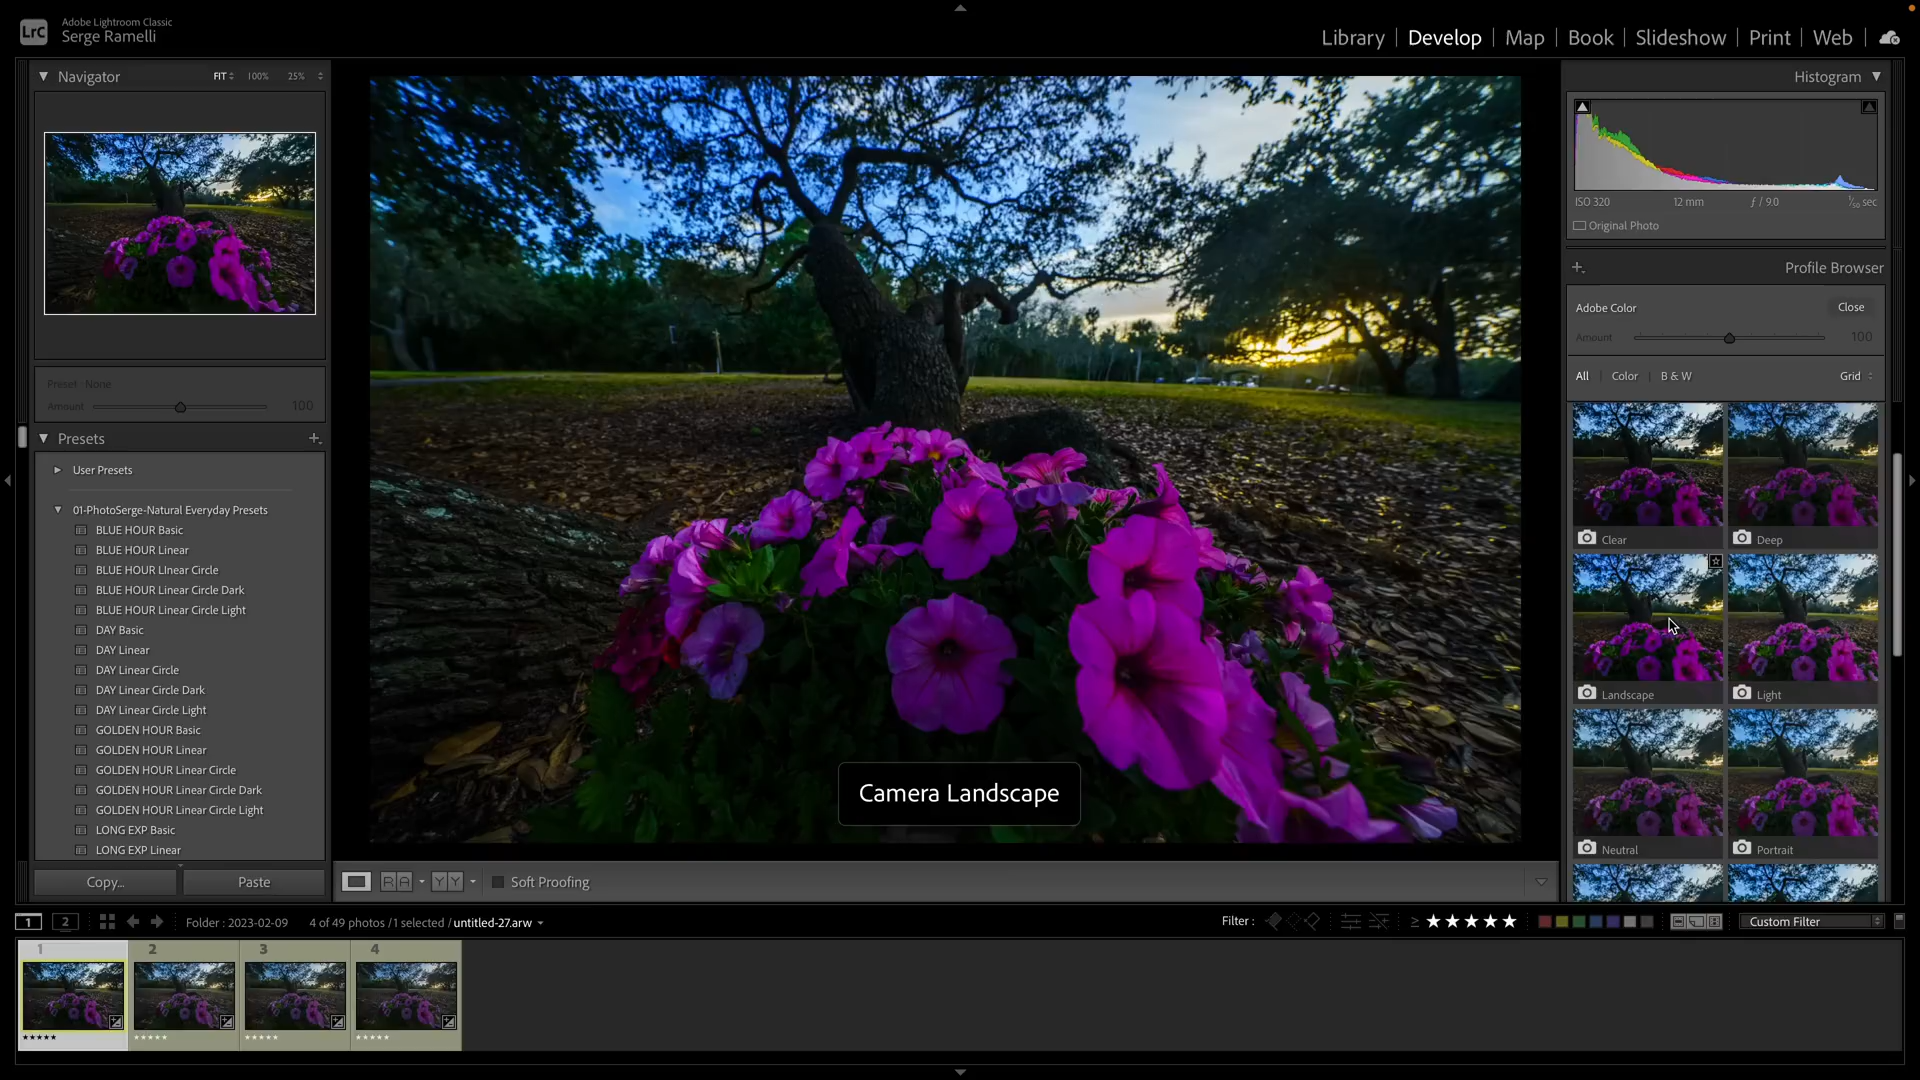 LrC
Adobe Lightroom Classic
Serge Ramelli
Library
Develop
Map
Book
Slideshow
Print
Web
Navigator
FIT
100%
25%
Preset : None
Amount
100
Presets
User Presets
01-PhotoSerge-Natural Everyday Presets
BLUE HOUR Basic
BLUE HOUR Linear
BLUE HOUR LInear Circle
BLUE HOUR Linear Circle Dark
BLUE HOUR Linear Circle Light
DAY Basic
DAY Linear
DAY Linear Circle
DAY Linear Circle Dark
DAY Linear Circle Light
GOLDEN HOUR Basic
GOLDEN HOUR Linear
GOLDEN HOUR Linear Circle
GOLDEN HOUR Linear Circle Dark
GOLDEN HOUR Linear Circle Light
LONG EXP Basic
LONG EXP Linear
Copy...
Paste
Camera Landscape
R A
Y Y
Soft Proofing
Histogram
ISO 320
12 mm
ƒ / 9.0
1/50 sec
Original Photo
Profile Browser
Adobe Color
Close
Amount
100
All
Color
B & W
Grid
Clear
Deep
Landscape
Light
Neutral
Portrait
1
2
Folder : 2023-02-09
4 of 49 photos / 1 selected / untitled-27.arw
Filter :
≥ ★★★★★
Custom Filter
1
2
3
4
★★★★★
★★★★★
★★★★★
★★★★★